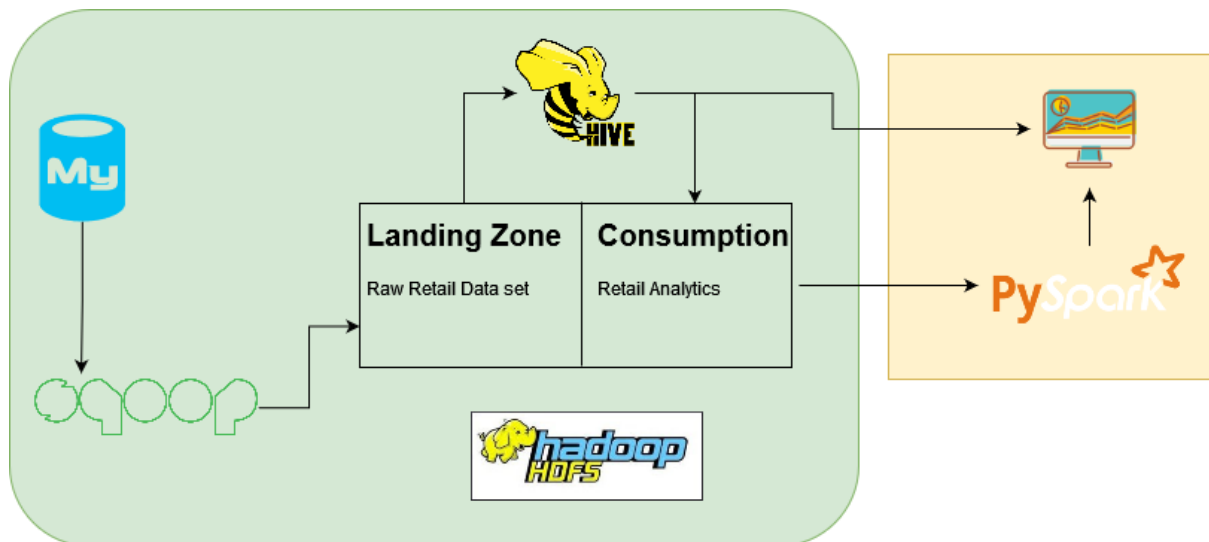 HIVE
My
Landing Zone
Consumption
Raw Retail Data set
Retail Analytics
PySpark
sqoop
hadoop
HDFS